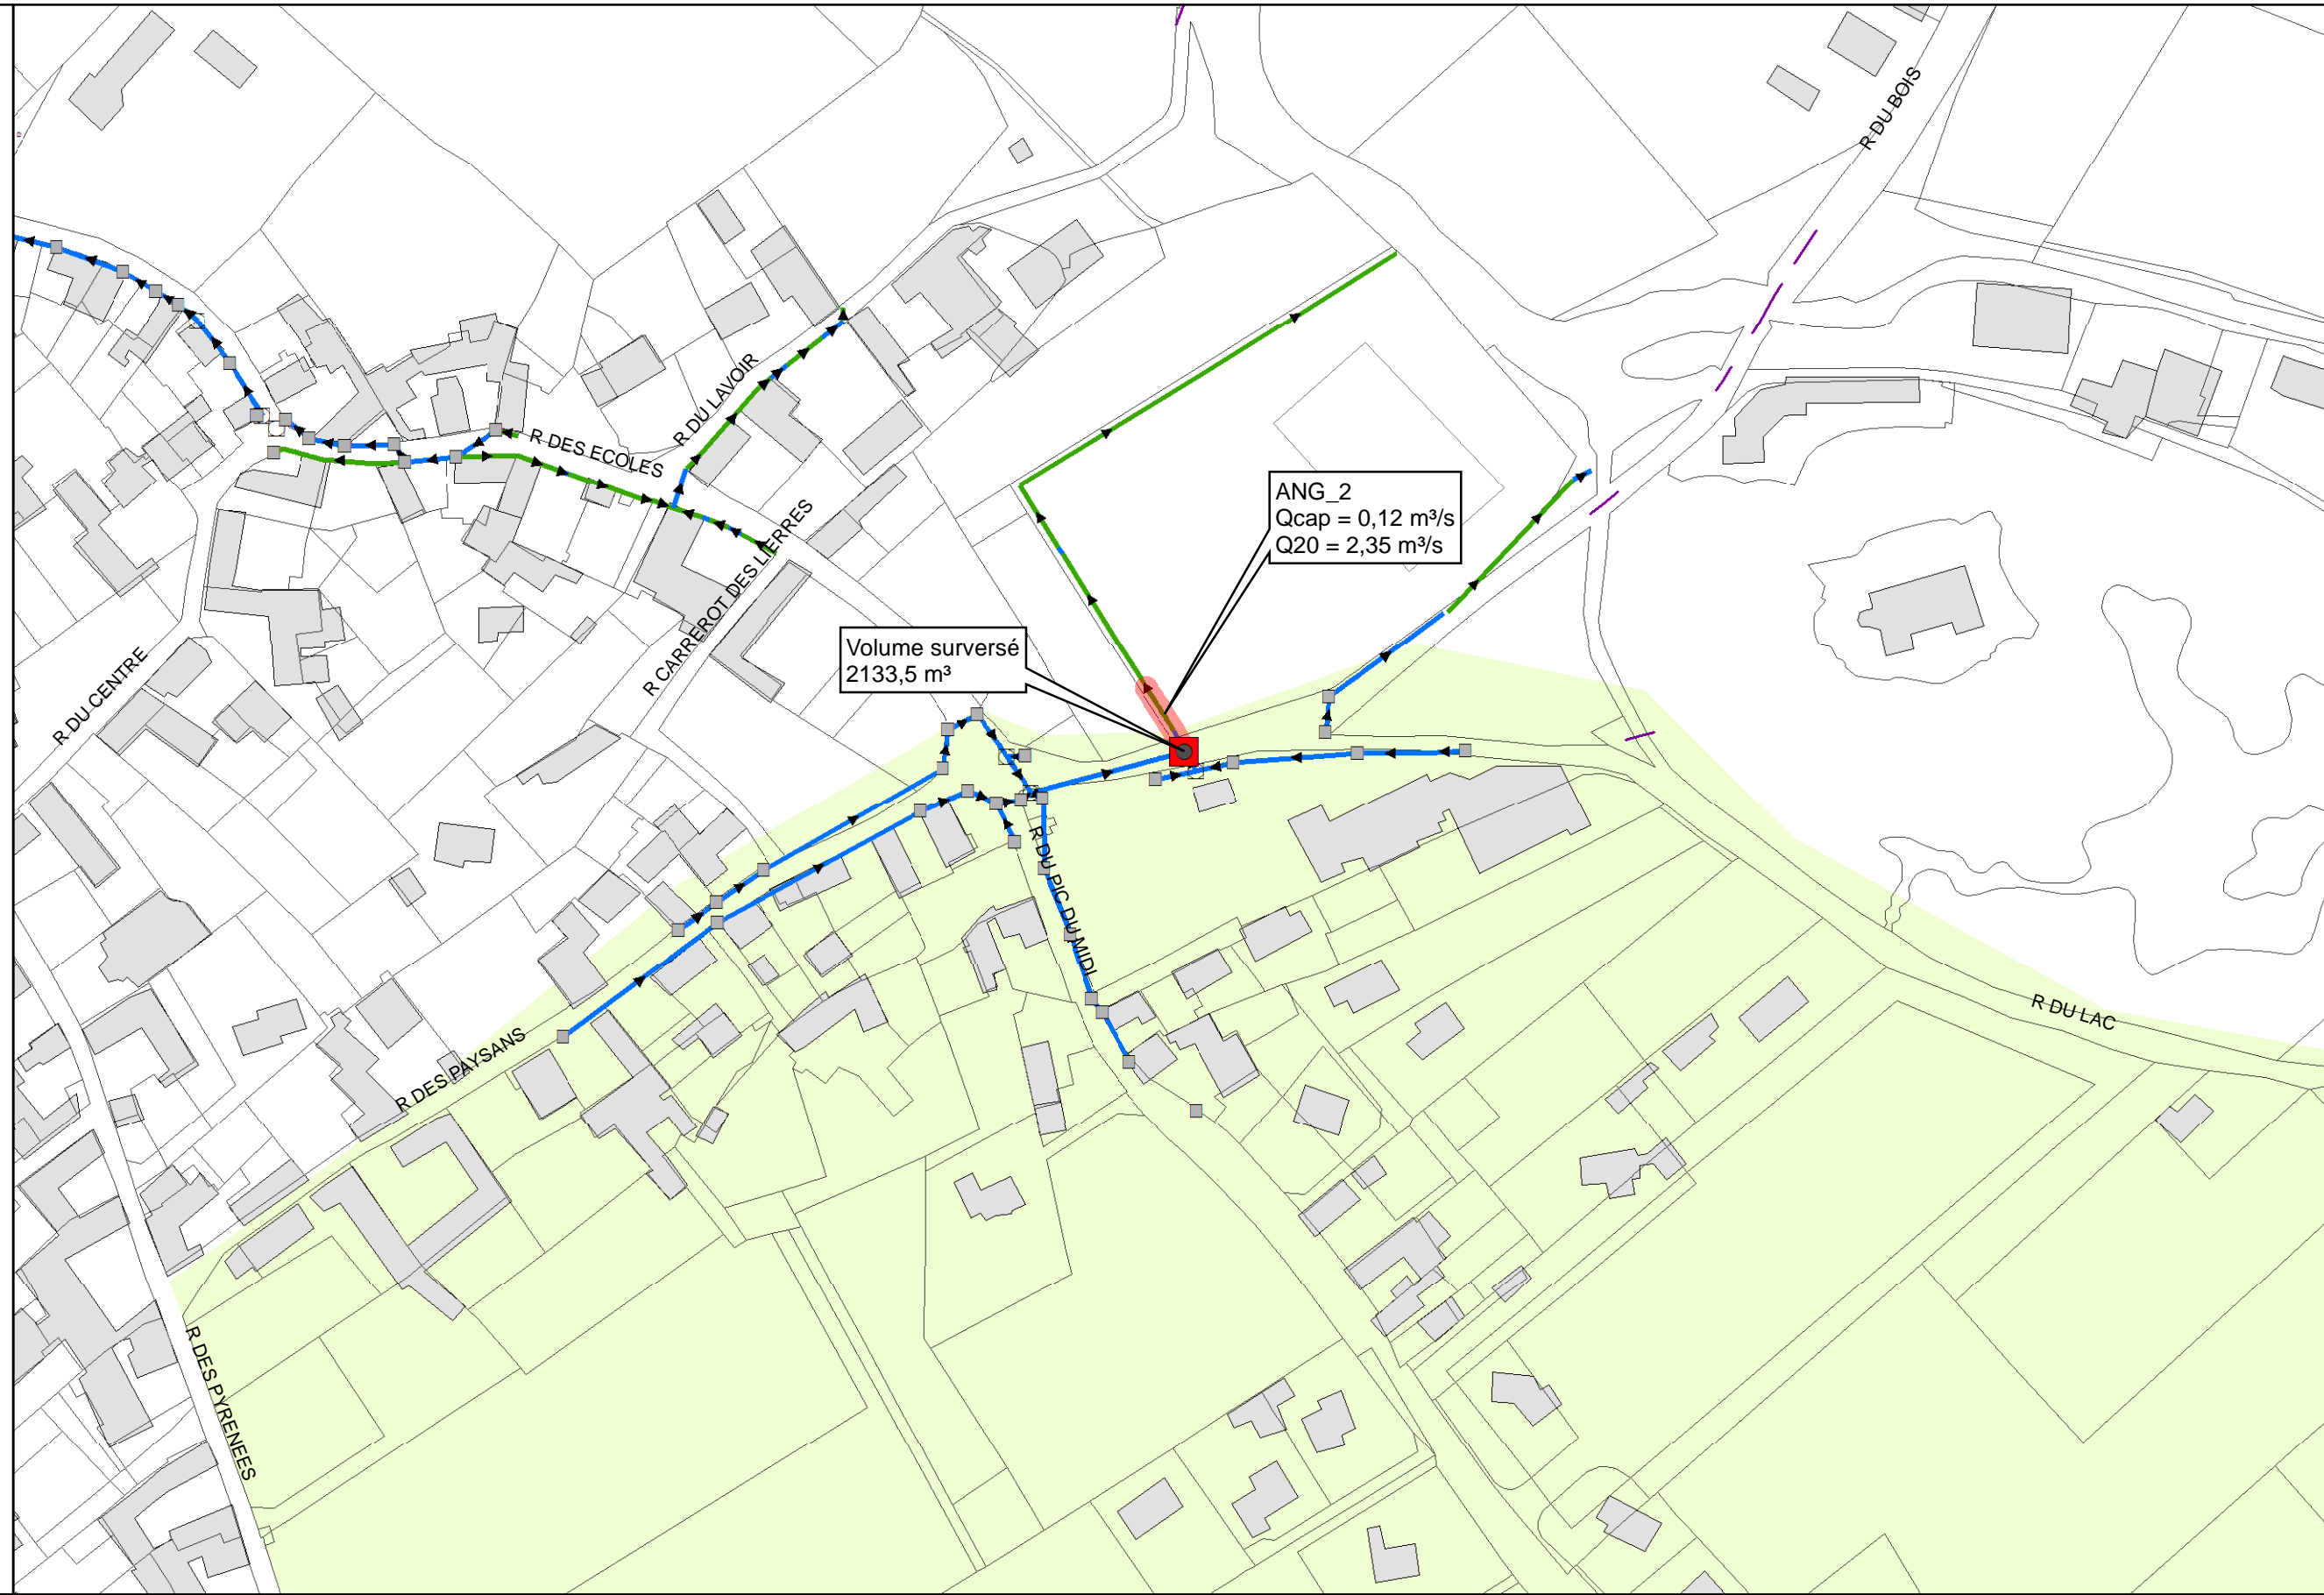 R DU BOIS
R DU LAVOIR
R DES ECOLES
ANG_2
Qcap = 0,12 m³/s
Q20 = 2,35 m³/s
R CARREROT DES LIERRES
Volume surversé
2133,5 m³
R DU CENTRE
R DU PIC DU MIDI
R DU LAC
R DES PAYSANS
R DES PYRENEES